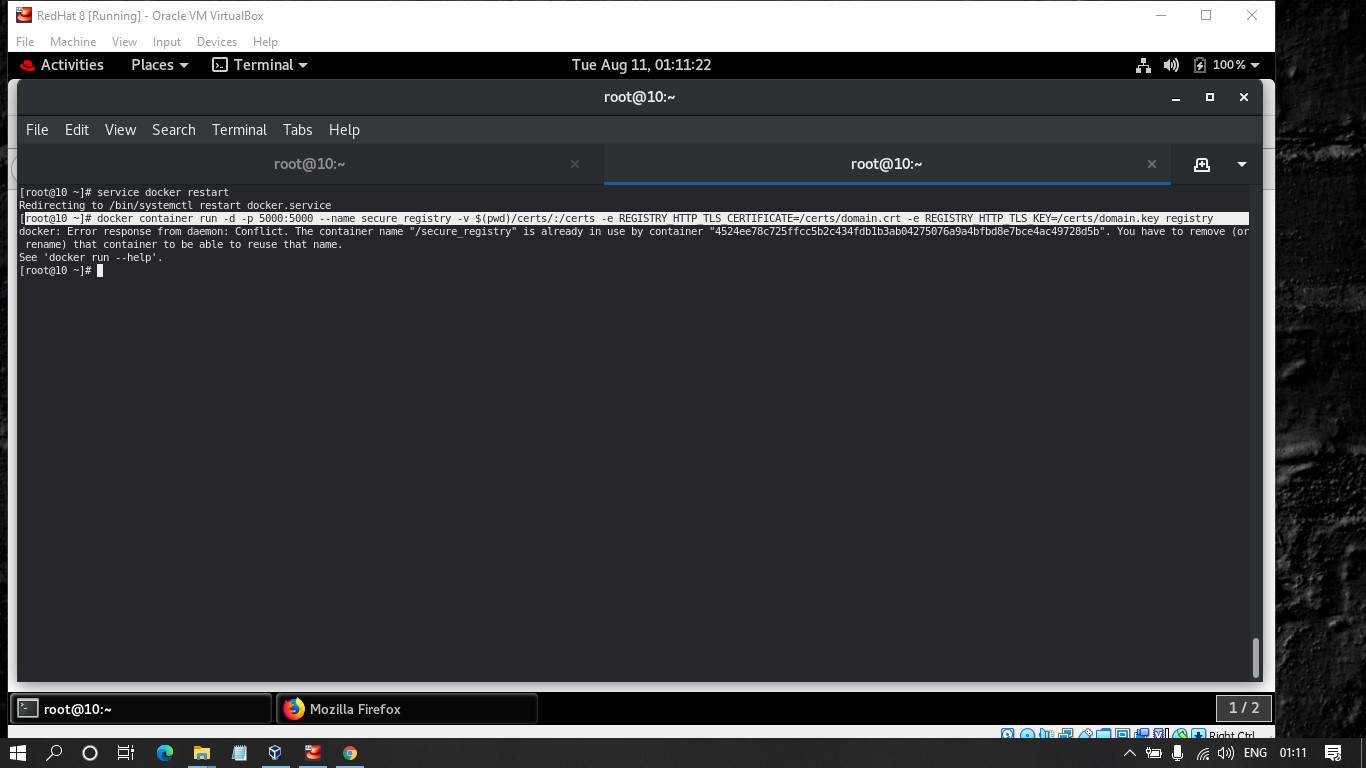 RedHat 8 [Running] - Oracle VM VirtualBox
File Machine View Input Devices Help
Activities Places Terminal Tue Aug 11, 01:11:22 100%
root@10:~
File Edit View Search Terminal Tabs Help
root@10:~ root@10:~
[root@10 ~]# service docker restart
Redirecting to /bin/systemctl restart docker.service
[root@10 ~]# docker container run -d -p 5000:5000 --name secure_registry -v $(pwd)/certs/:/certs -e REGISTRY_HTTP_TLS_CERTIFICATE=/certs/domain.crt -e REGISTRY_HTTP_TLS_KEY=/certs/domain.key registry
docker: Error response from daemon: Conflict. The container name "/secure_registry" is already in use by container "4524ee78c725ffcc5b2c434fdb1b3ab04275076a9a4bfbd8e7bce4ac49728d5b". You have to remove (or
rename) that container to be able to reuse that name.
See 'docker run --help'.
[root@10 ~]#
root@10:~ Mozilla Firefox 1 / 2
Right Ctrl
ENG 01:11